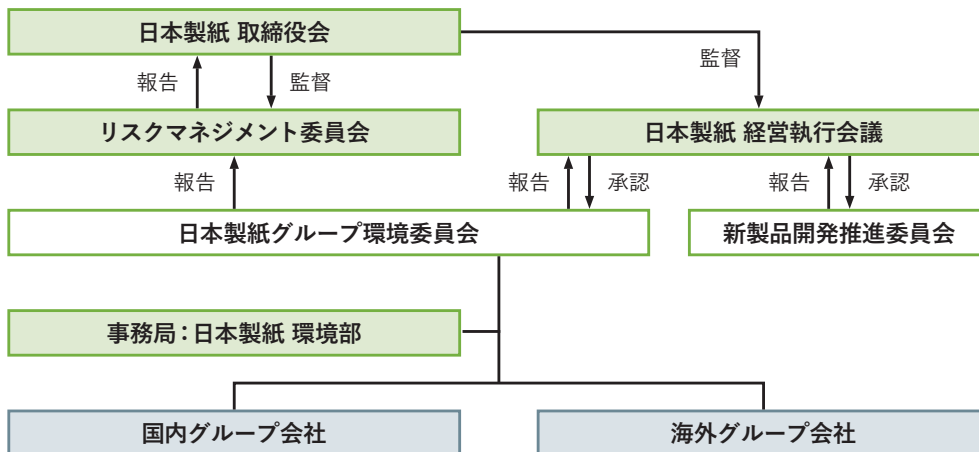 日本製紙 取締役会
報告
監督
監督
リスクマネジメント委員会
日本製紙 経営執行会議
報告
報告
承認
報告
承認
日本製紙グループ環境委員会
新製品開発推進委員会
事務局：日本製紙 環境部
国内グループ会社
海外グループ会社